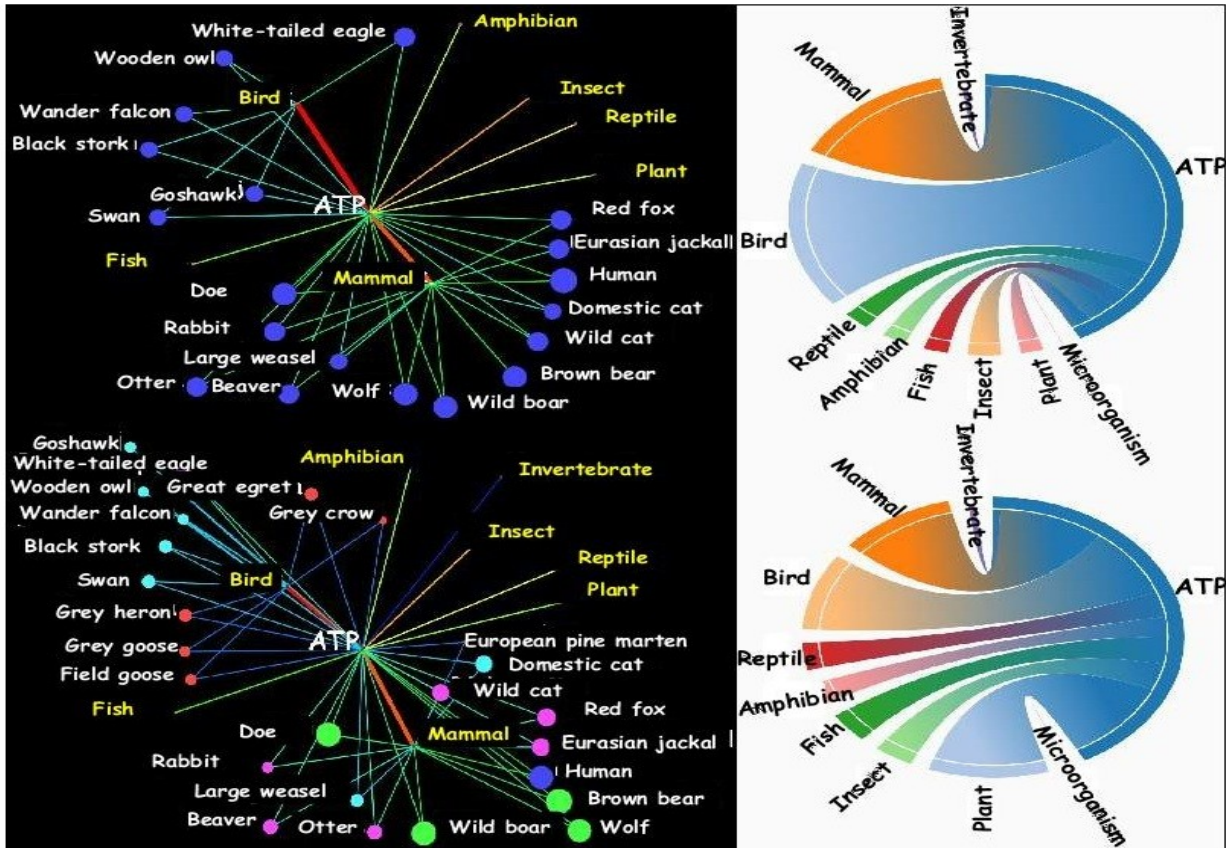 Amphibian
White-tailed eagle
Wooden owl
Bird
Insect
Wander falcon
Reptile
Black stork
Plant
Goshawk
ATP
Swan
Red fox
Eurasian jackal
Fish
Mammal
Human
Doe
Domestic cat
Rabbit
Wild cat
Large weasel
Brown bear
Otter
Beaver
Wolf
Wild boar
Invertebrate
Mammal
ATP
Bird
Reptile
Amphibian
Fish
Insect
Plant
Microorganism
Goshawk
White-tailed eagle
Amphibian
Invertebrate
Wooden owl
Great egret
Wander falcon
Grey crow
Insect
Black stork
Reptile
Swan
Bird
Plant
Grey heron
ATP
European pine marten
Grey goose
Domestic cat
Field goose
Wild cat
Fish
Red fox
Doe
Mammal
Eurasian jackal
Rabbit
Human
Large weasel
Brown bear
Beaver
Otter
Wild boar
Wolf
Invertebrate
Mammal
Bird
ATP
Reptile
Amphibian
Fish
Insect
Plant
Microorganism